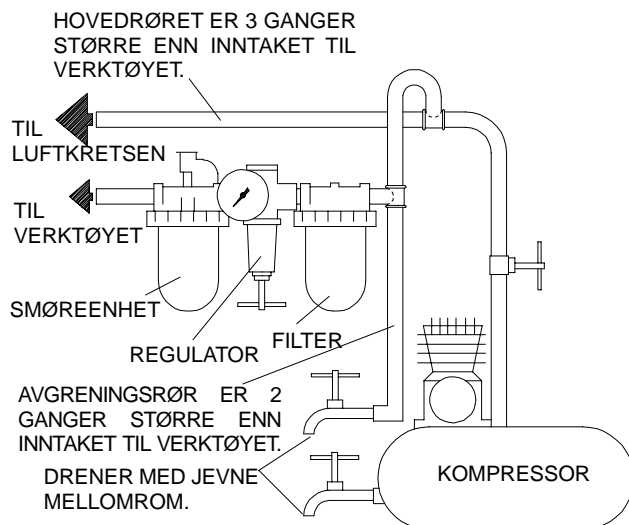 HOVEDRØRET ER 3 GANGER
STØRRE ENN INNTAKET TIL
VERKTØYET.
TIL
LUFTKRETSEN
TIL
VERKTØYET
SMØREENHET
REGULATOR
FILTER
AVGRENINGSRØR ER 2
GANGER STØRRE ENN
INNTAKET TIL VERKTØYET.
DRENER MED JEVNE
MELLOMROM.
KOMPRESSOR